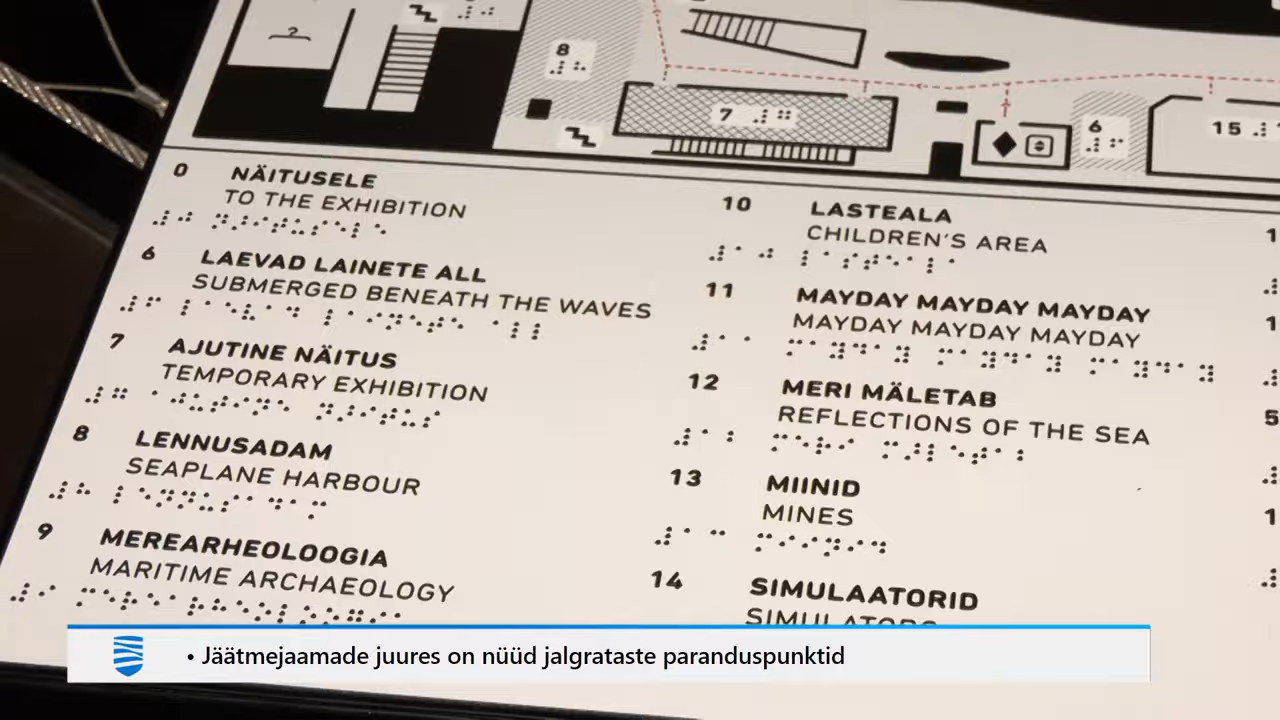 ?
8
7
6
15
0 NÄITUSELE
TO THE EXHIBITION
6 LAEVAD LAINETE ALL
SUBMERGED BENEATH THE WAVES
7 AJUTINE NÄITUS
TEMPORARY EXHIBITION
8 LENNUSADAM
SEAPLANE HARBOUR
9 MEREARHEOLOOGIA
MARITIME ARCHAEOLOGY
10 LASTEALA
CHILDREN'S AREA
11 MAYDAY MAYDAY MAYDAY
MAYDAY MAYDAY MAYDAY
12 MERI MÄLETAB
REFLECTIONS OF THE SEA
13 MIINID
MINES
14 SIMULAATORID
SIMULATORS
• Jäätmejaamade juures on nüüd jalgrataste paranduspunktid